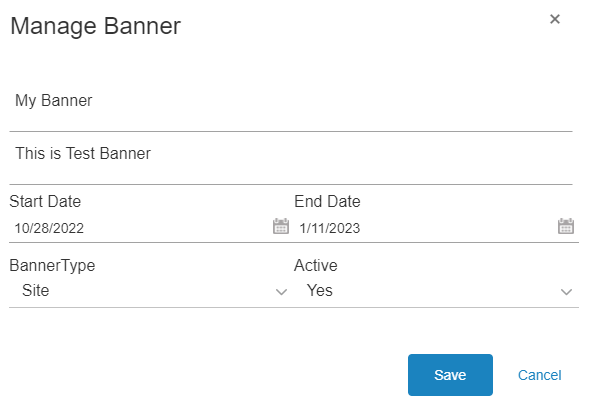 Manage Banner ×
My Banner
This is Test Banner
Start Date End Date
10/28/2022 1/11/2023
BannerType Active
Site Yes
Save Cancel